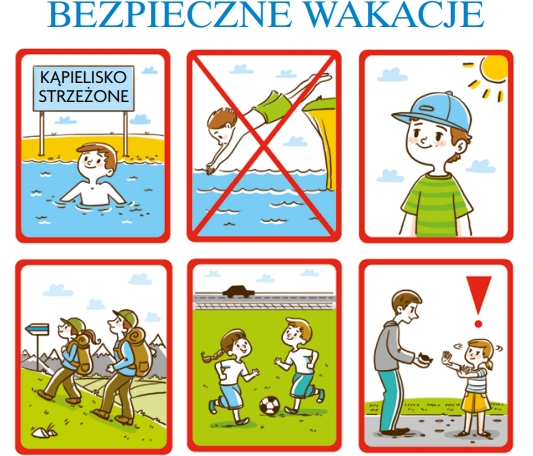 BEZPIECZNE WAKACJE
KĄPIELISKO
STRZEŻONE
!